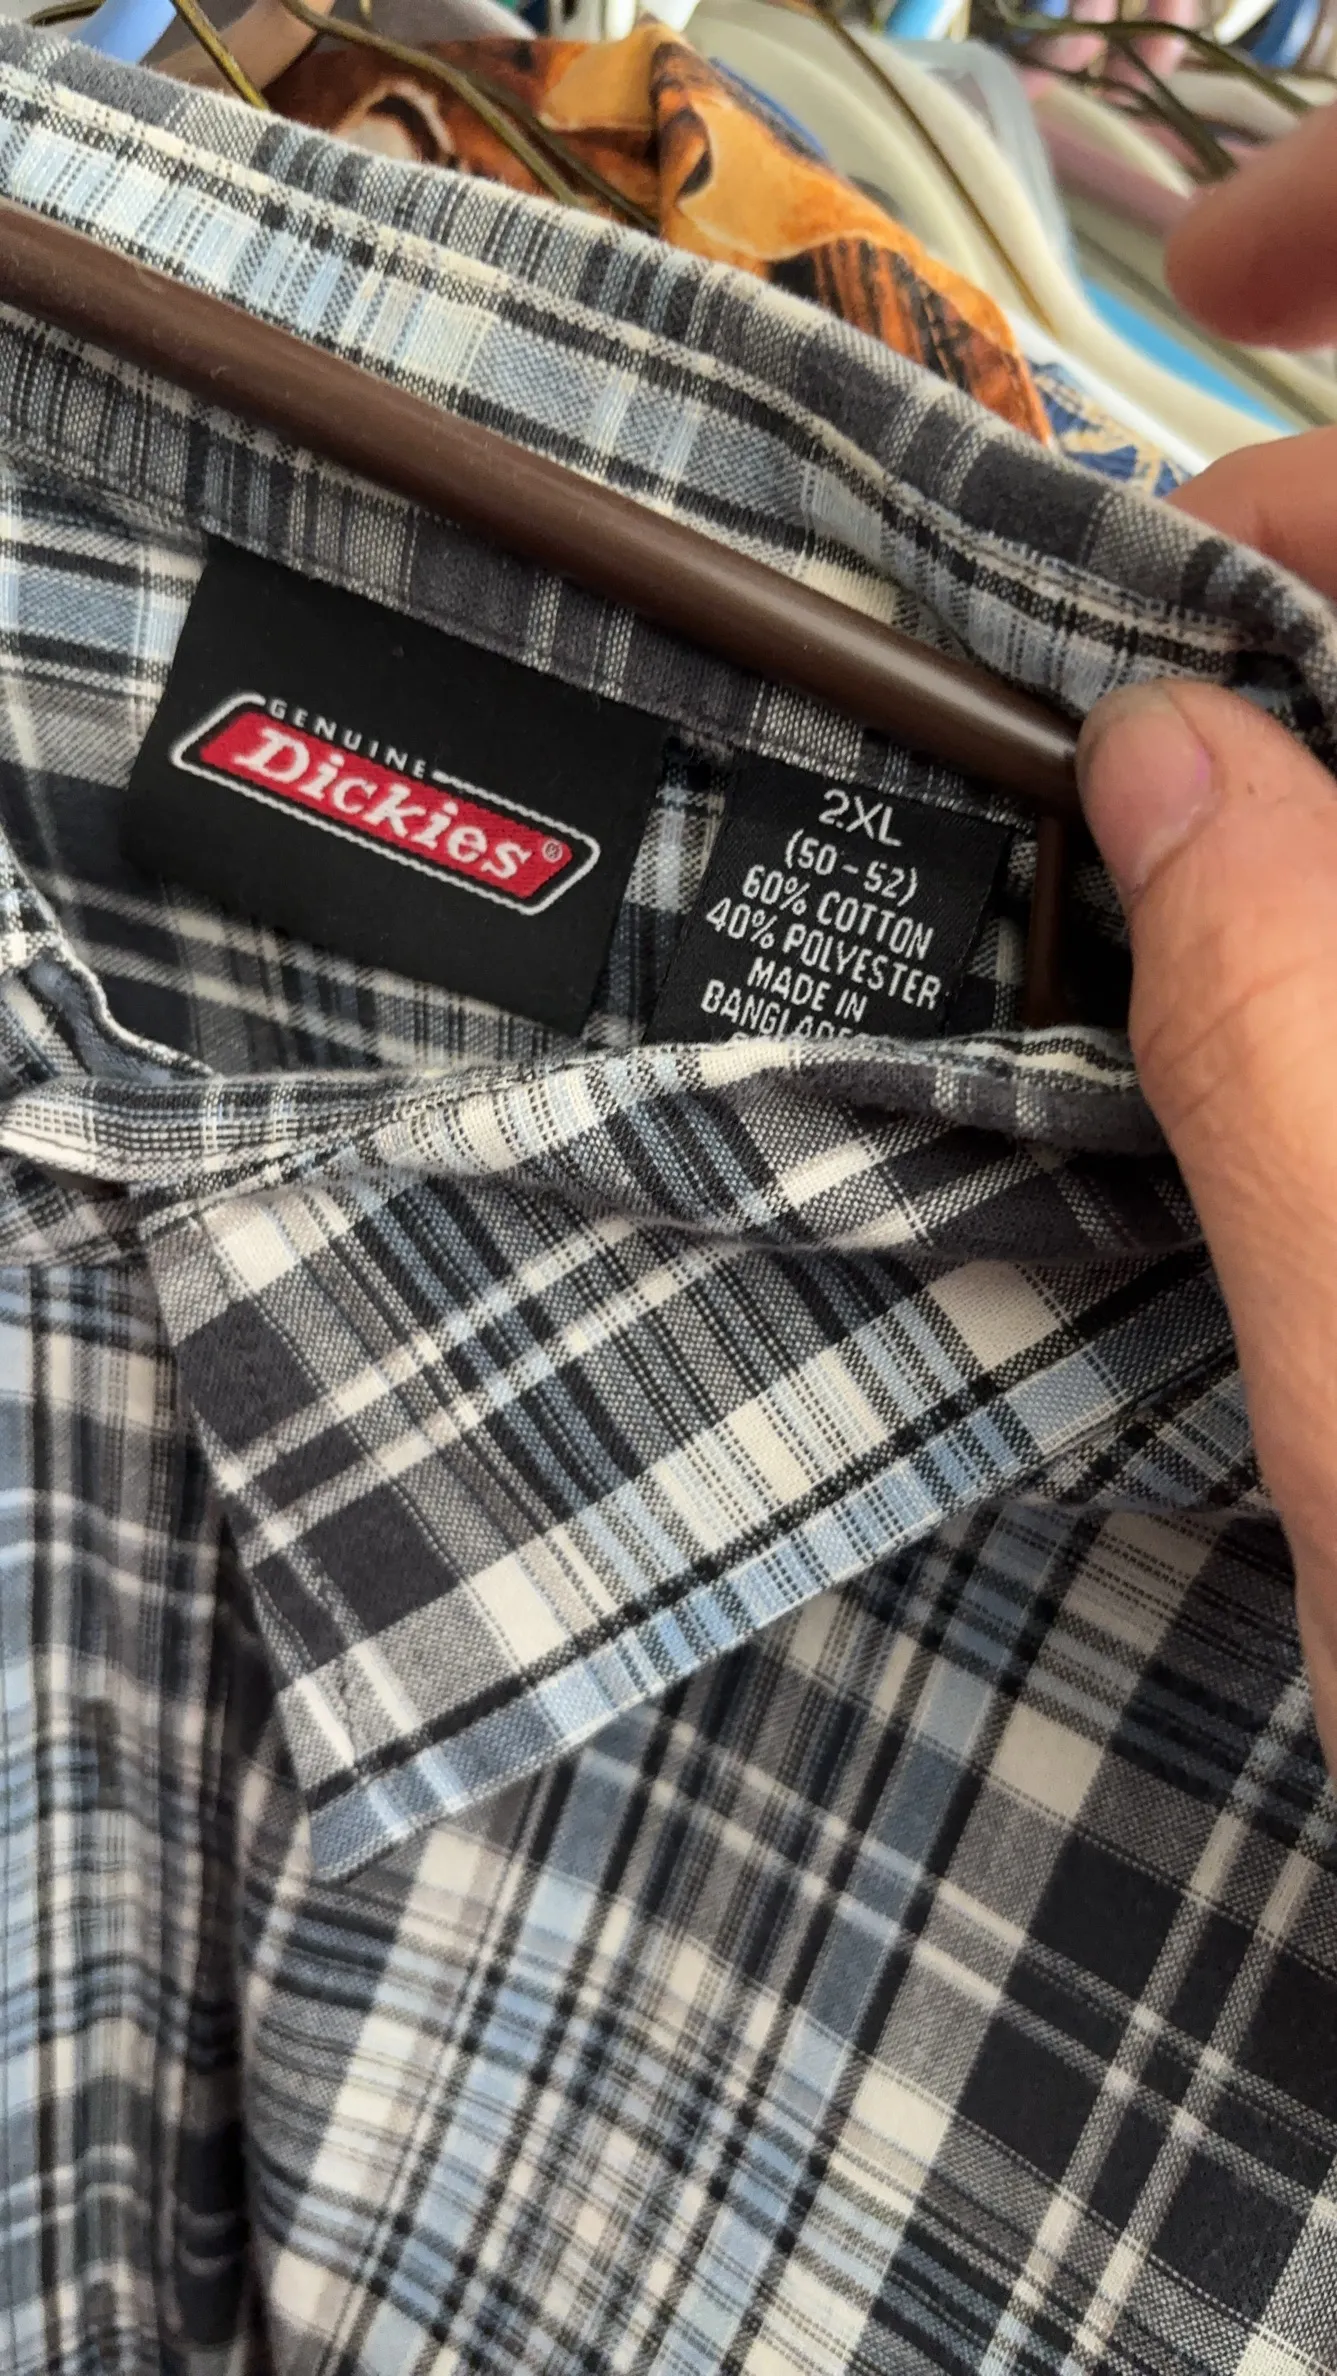 GENUINE
Dickies®
2XL
(50-52)
60% COTTON
40% POLYESTER
MADE IN